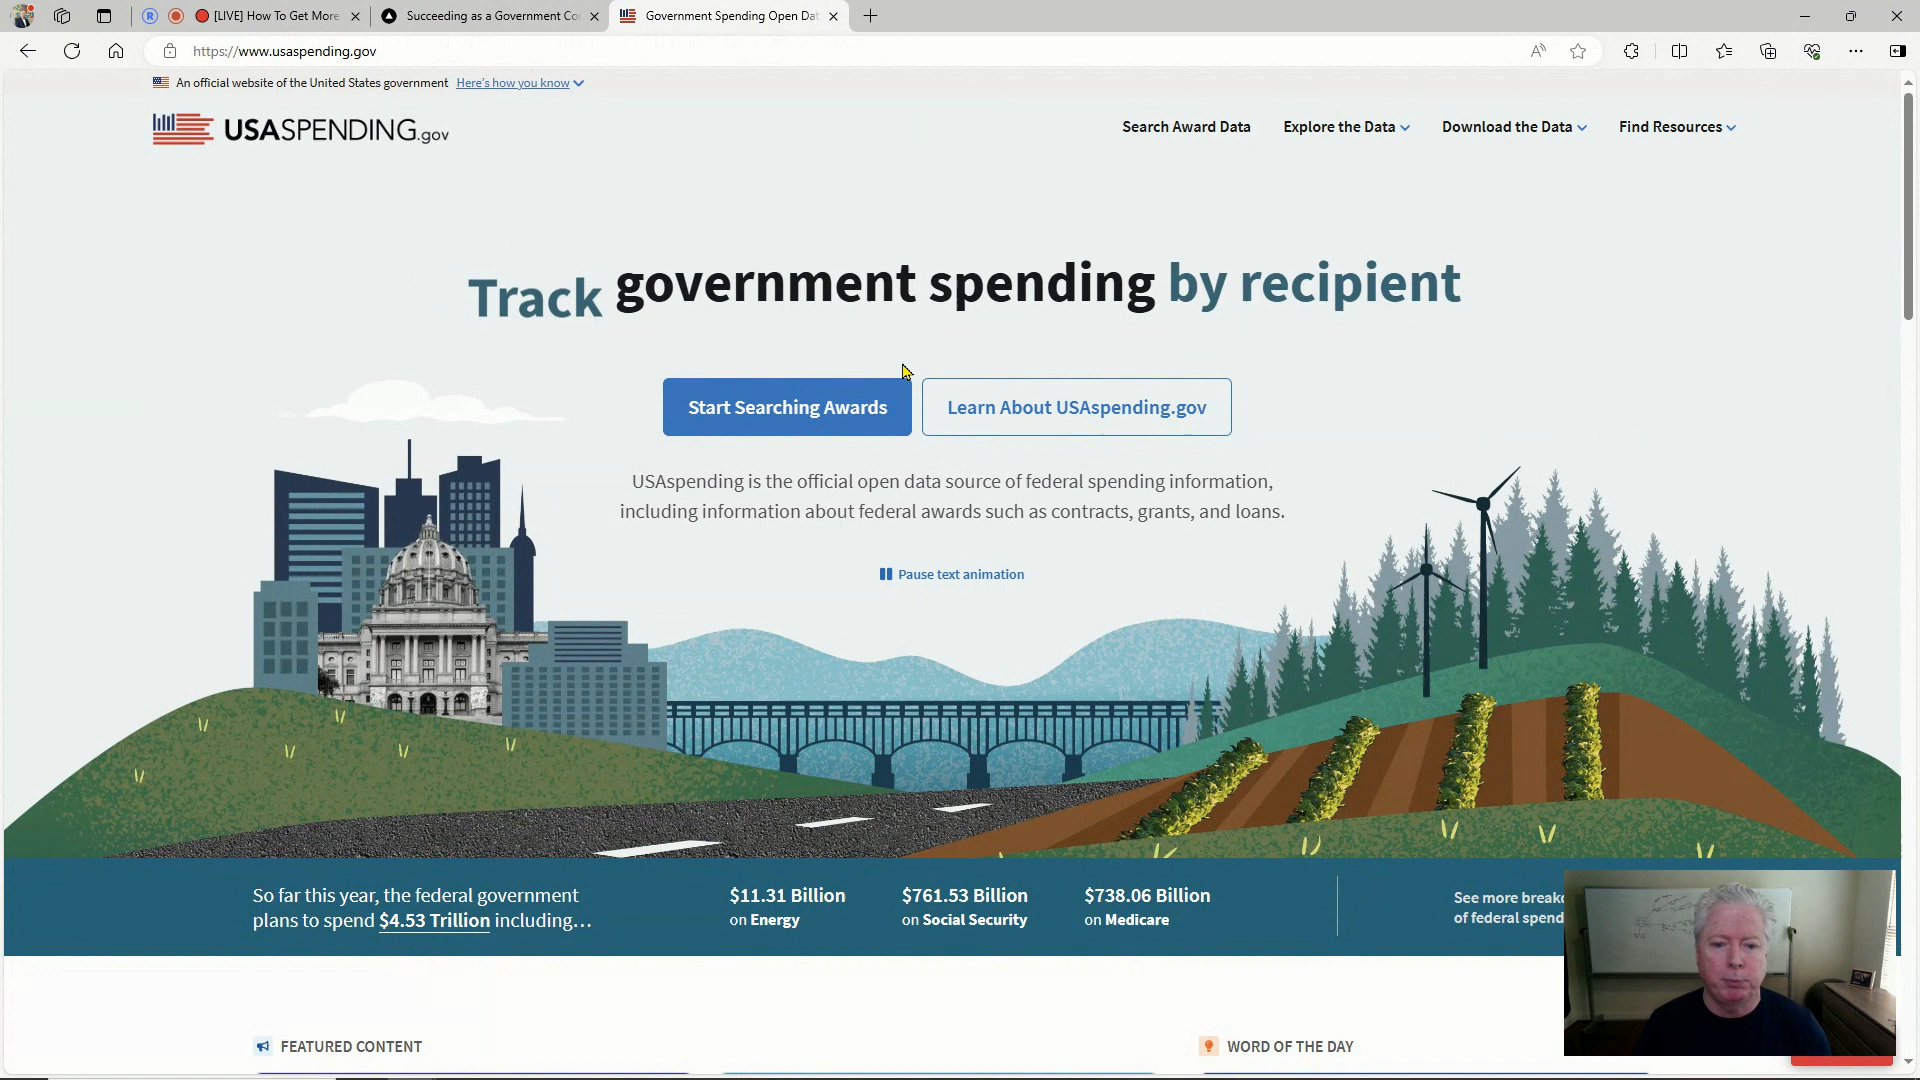 [LIVE] How To Get More
Succeeding as a Government Co
Government Spending Open Dat
https://www.usaspending.gov
An official website of the United States government Here's how you know
USASPENDING.gov
Search Award Data
Explore the Data
Download the Data
Find Resources
Track government spending by recipient
Start Searching Awards
Learn About USAspending.gov
USAspending is the official open data source of federal spending information,
including information about federal awards such as contracts, grants, and loans.
Pause text animation
So far this year, the federal government
plans to spend $4.53 Trillion including...
$11.31 Billion
on Energy
$761.53 Billion
on Social Security
$738.06 Billion
on Medicare
See more break
of federal spend
FEATURED CONTENT
WORD OF THE DAY